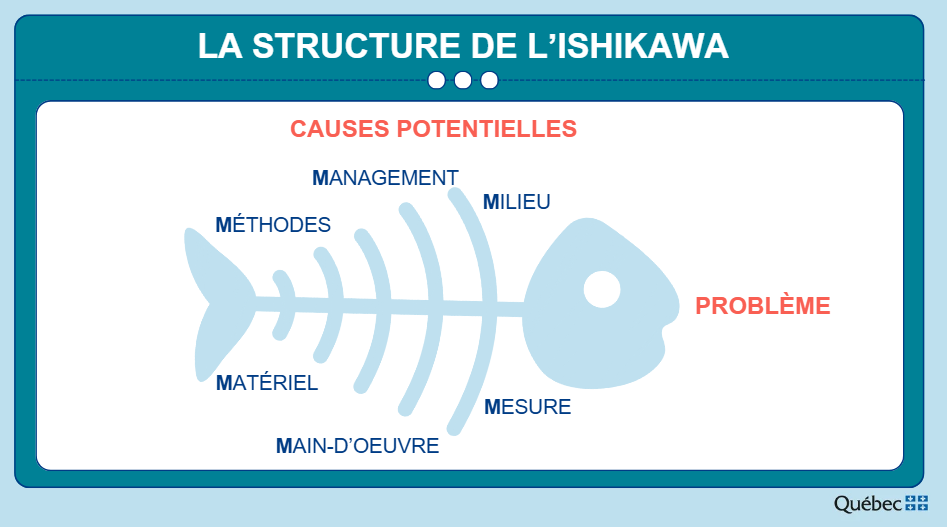 LA STRUCTURE DE L’ISHIKAWA
CAUSES POTENTIELLES
MANAGEMENT
MILIEU
MÉTHODES
PROBLÈME
MATÉRIEL
MESURE
MAIN-D’OEUVRE
Québec